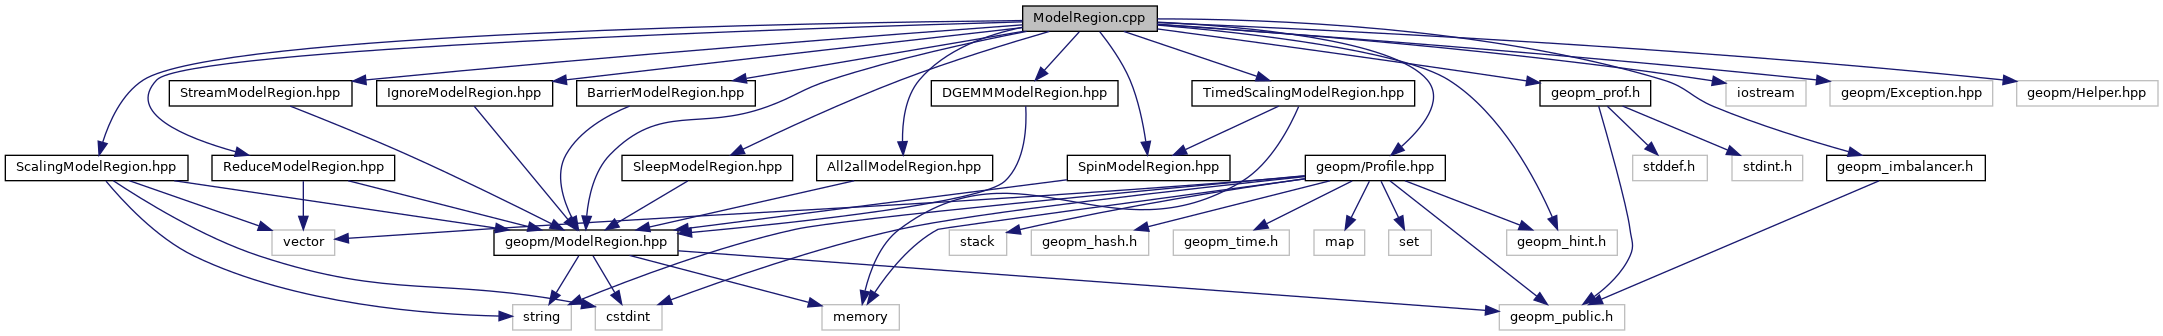 ModelRegion.cpp
StreamModelRegion.hpp
IgnoreModelRegion.hpp
BarrierModelRegion.hpp
DGEMMModelRegion.hpp
TimedScalingModelRegion.hpp
geopm_prof.h
iostream
geopm/Exception.hpp
geopm/Helper.hpp
ScalingModelRegion.hpp
ReduceModelRegion.hpp
SleepModelRegion.hpp
All2allModelRegion.hpp
SpinModelRegion.hpp
geopm/Profile.hpp
stddef.h
stdint.h
geopm_imbalancer.h
vector
geopm/ModelRegion.hpp
stack
geopm_hash.h
geopm_time.h
map
set
geopm_hint.h
string
cstdint
memory
geopm_public.h